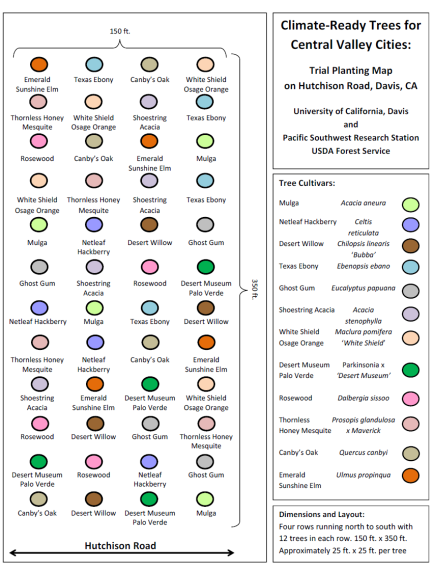 150 ft.
Emerald Sunshine Elm
Texas Ebony
Canby's Oak
White Shield Osage Orange
Thornless Honey Mesquite
White Shield Osage Orange
Shoestring Acacia
Texas Ebony
Rosewood
Canby's Oak
Emerald Sunshine Elm
Mulga
White Shield Osage Orange
Thornless Honey Mesquite
Shoestring Acacia
Texas Ebony
Mulga
Netleaf Hackberry
Desert Willow
Ghost Gum
Ghost Gum
Shoestring Acacia
Rosewood
Desert Museum Palo Verde
Netleaf Hackberry
Mulga
Texas Ebony
Desert Willow
Thornless Honey Mesquite
Netleaf Hackberry
Canby's Oak
Emerald Sunshine Elm
Shoestring Acacia
Emerald Sunshine Elm
Desert Museum Palo Verde
White Shield Osage Orange
Rosewood
Desert Willow
Ghost Gum
Thornless Honey Mesquite
Desert Museum Palo Verde
Rosewood
Netleaf Hackberry
Ghost Gum
Canby's Oak
Desert Willow
Desert Museum Palo Verde
Mulga
350 ft.
Hutchison Road
Climate-Ready Trees for
Central Valley Cities:
Trial Planting Map
on Hutchison Road, Davis, CA
University of California, Davis
and
Pacific Southwest Research Station
USDA Forest Service
Tree Cultivars:
Mulga Acacia aneura
Netleaf Hackberry Celtis reticulata
Desert Willow Chilopsis linearis 'Bubba'
Texas Ebony Ebenapsis ebano
Ghost Gum Eucalyptus papuana
Shoestring Acacia Acacia stenophylla
White Shield Osage Orange Maclura pomifera 'White Shield'
Desert Museum Palo Verde Parkinsonia x 'Desert Museum'
Rosewood Dalbergia sissoo
Thornless Honey Mesquite Prosopis glandulosa x Maverick
Canby's Oak Quercus canbyi
Emerald Sunshine Elm Ulmus propinqua
Dimensions and Layout:
Four rows running north to south with
12 trees in each row. 150 ft. x 350 ft.
Approximately 25 ft. x 25 ft. per tree